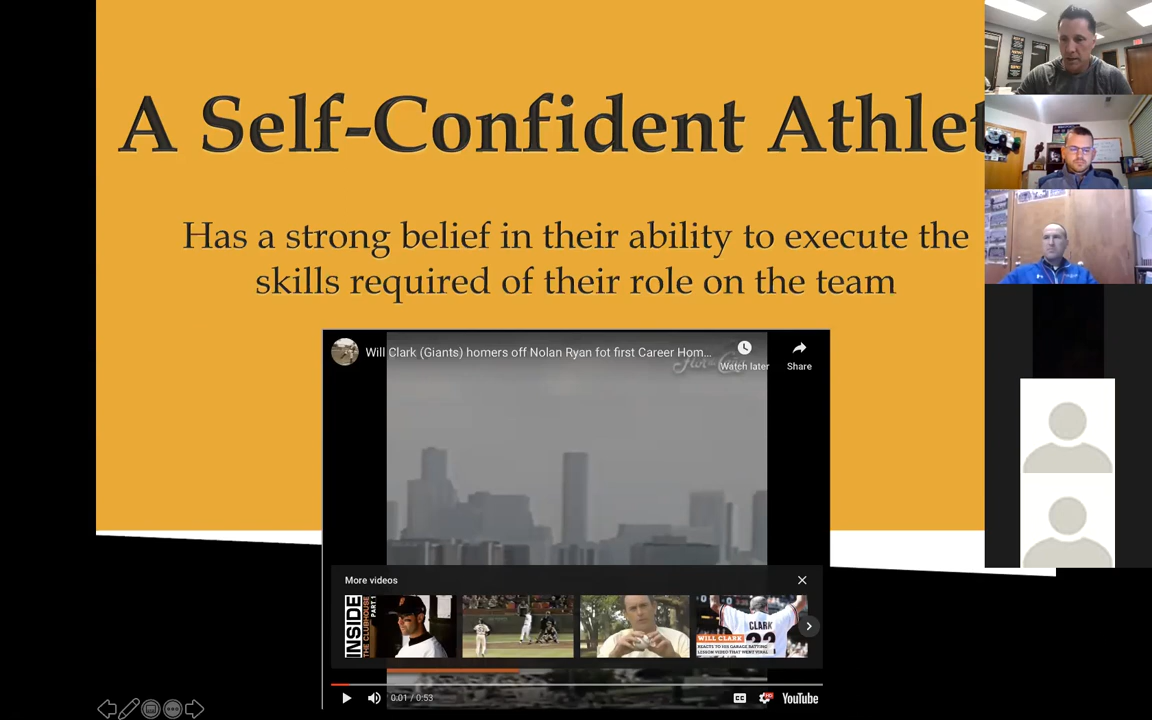 A Self-Confident Athlet
Has a strong belief in their ability to execute the
skills required of their role on the team
Will Clark (Giants) homers off Nolan Ryan fot first Career Hom...
Watch later
Share
More videos
INSIDE
THE CLUBHOUSE
PART 1
CLARK
22
WILL CLARK
REACTS TO HIS GARAGE BATTING
LESSON VIDEO THAT WENT VIRAL
0:01 / 0:53
CC
HD
YouTube